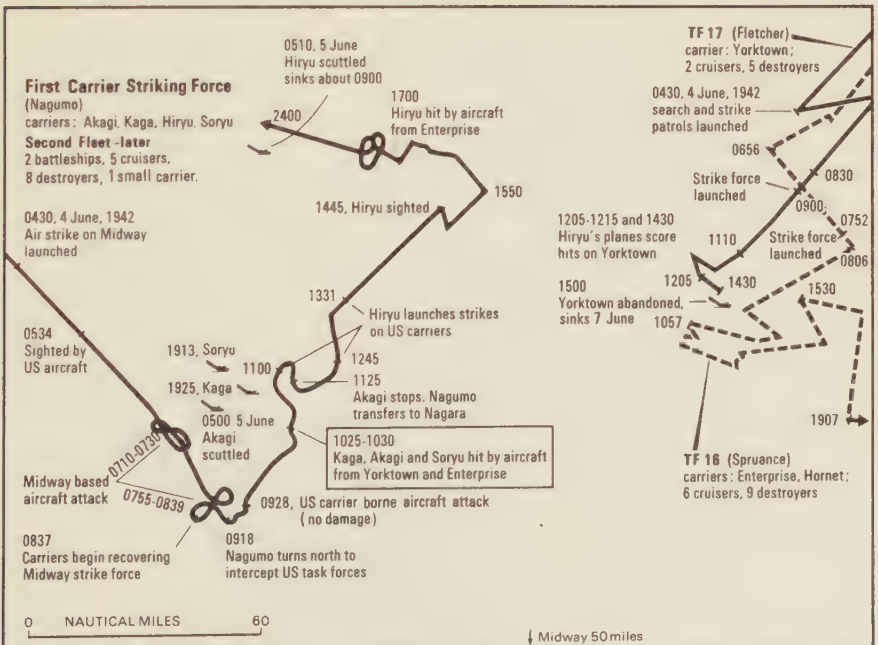 First Carrier Striking Force
(Nagumo)
carriers: Akagi, Kaga, Hiryu, Soryu
Second Fleet -later
2 battleships, 5 cruisers,
8 destroyers, 1 small carrier.
0510, 5 June
Hiryu scuttled
sinks about 0900
2400
1700
Hiryu hit by aircraft
from Enterprise
1550
1445, Hiryu sighted
0430, 4 June, 1942
Air strike on Midway
launched
0534
Sighted by
US aircraft
1913, Soryu
1925, Kaga
0500 5 June
Akagi
scuttled
1100
1331
Hiryu launches strikes
on US carriers
1245
1125
Akagi stops. Nagumo
transfers to Nagara
1025-1030
Kaga, Akagi and Soryu hit by aircraft
from Yorktown and Enterprise
0710-0730
Midway based
aircraft attack
0755-0839
0928, US carrier borne aircraft attack
(no damage)
0837
Carriers begin recovering
Midway strike force
0918
Nagumo turns north to
intercept US task forces
0 NAUTICAL MILES 60
↓ Midway 50 miles
TF 17 (Fletcher)
carrier: Yorktown;
2 cruisers, 5 destroyers
0430, 4 June, 1942
search and strike
patrols launched
0656
0830
Strike force
launched
0900
0752
Strike force
launched
0806
1205-1215 and 1430
Hiryu's planes score
hits on Yorktown
1110
1205
1430
1530
1500
Yorktown abandoned,
sinks 7 June
1057
1907
TF 16 (Spruance)
carriers: Enterprise, Hornet;
6 cruisers, 9 destroyers